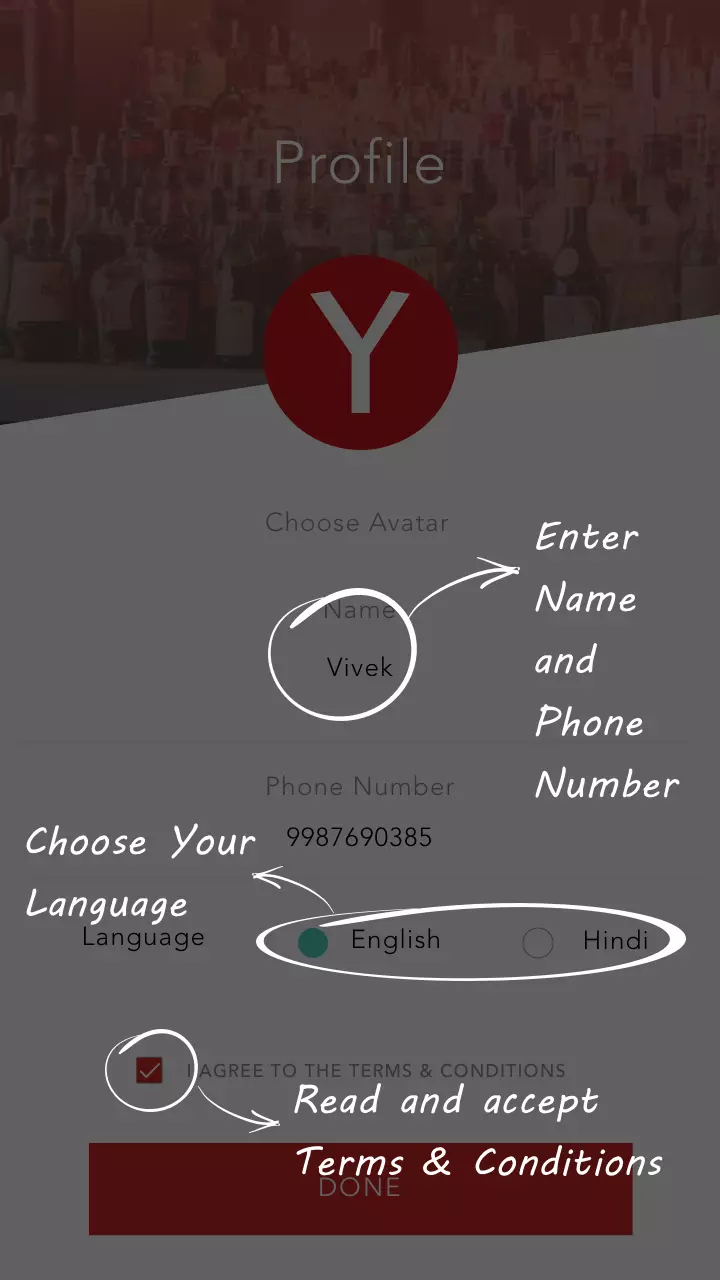 Profile
Y
Choose Avatar
Enter
Name
and
Phone
Number
Name
Vivek
Phone Number
9987690385
Choose Your
Language
Language English Hindi
I AGREE TO THE TERMS & CONDITIONS
Read and accept
Terms & Conditions
DONE